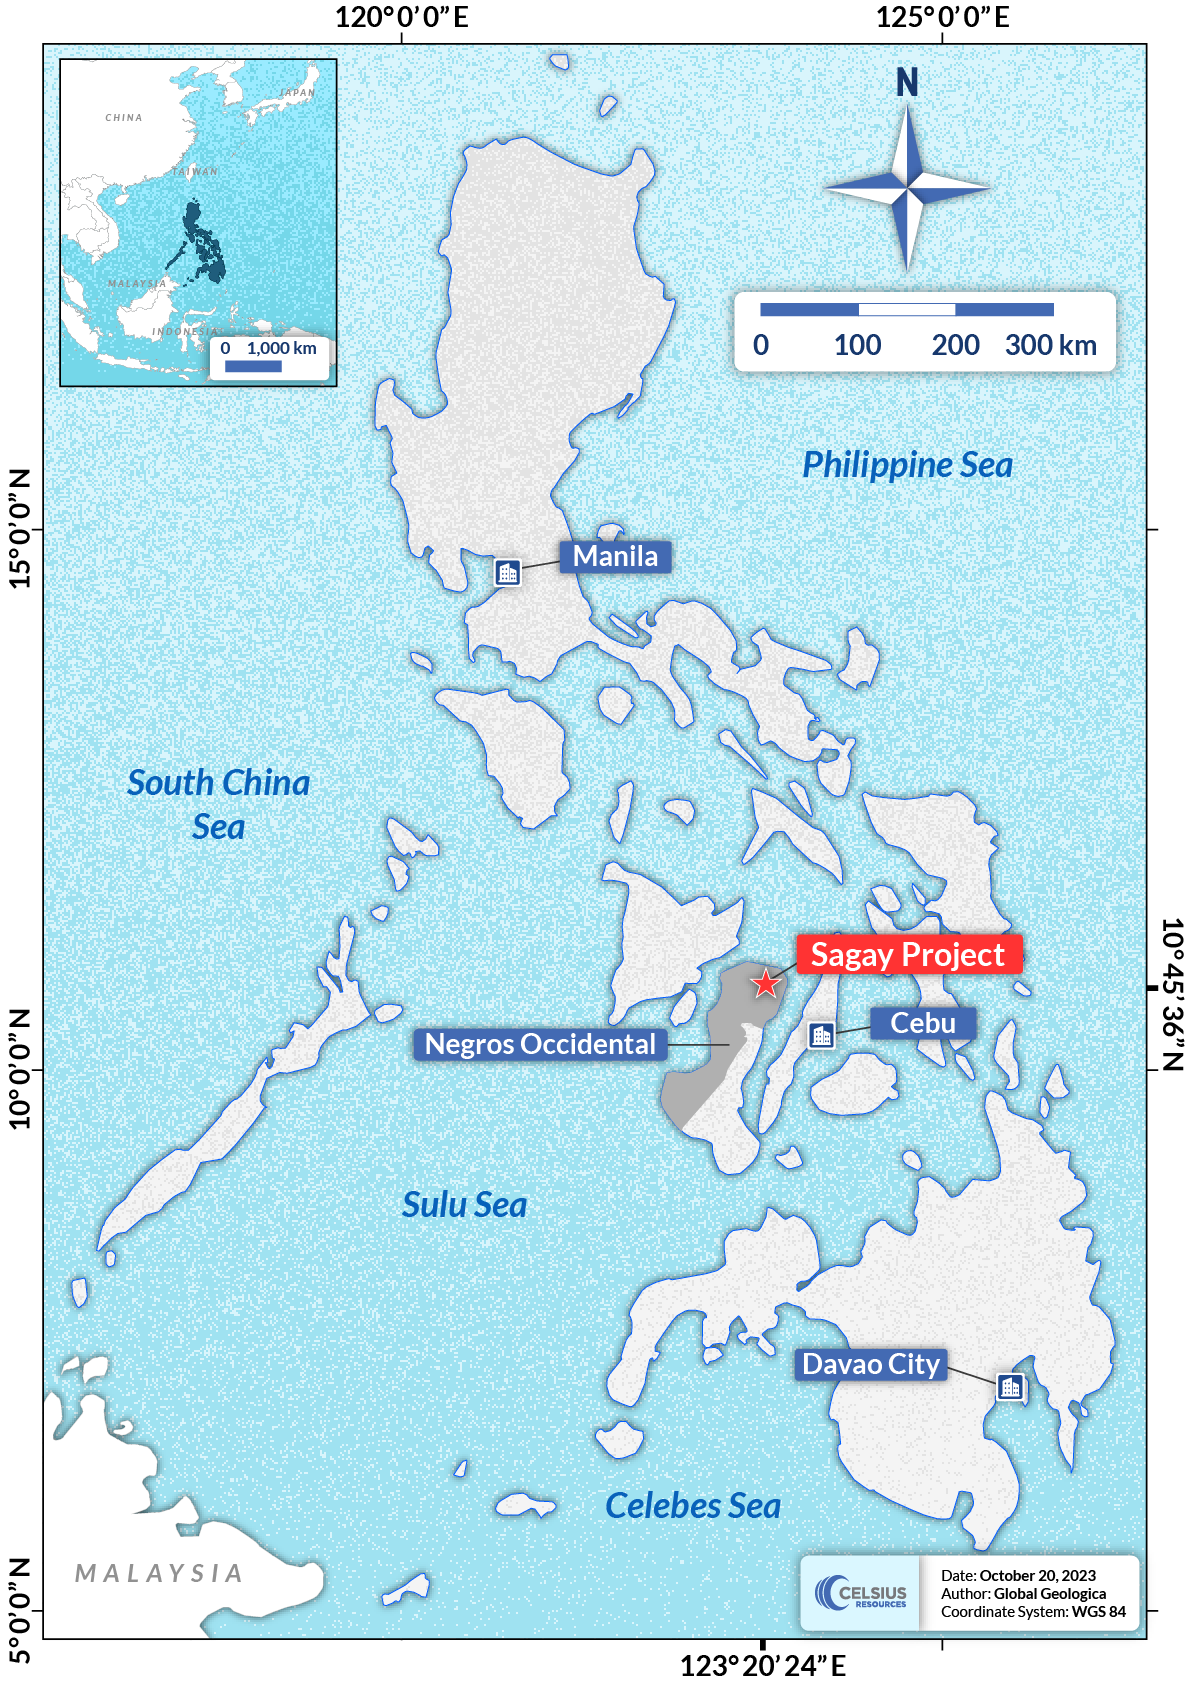 120°0’0”E
125°0’0”E
CHINA
JAPAN
TAIWAN
MALAYSIA
INDONESIA
0
1,000 km
N
0
100
200
300 km
Philippine Sea
15°0’0”N
Manila
South China
Sea
Sagay Project
10°45’36”N
Cebu
Negros Occidental
10°0’0”N
Sulu Sea
Davao City
Celebes Sea
MALAYSIA
CELSIUS
RESOURCES
Date: October 20, 2023
Author: Global Geologica
Coordinate System: WGS 84
5°0’0”N
123°20’24”E